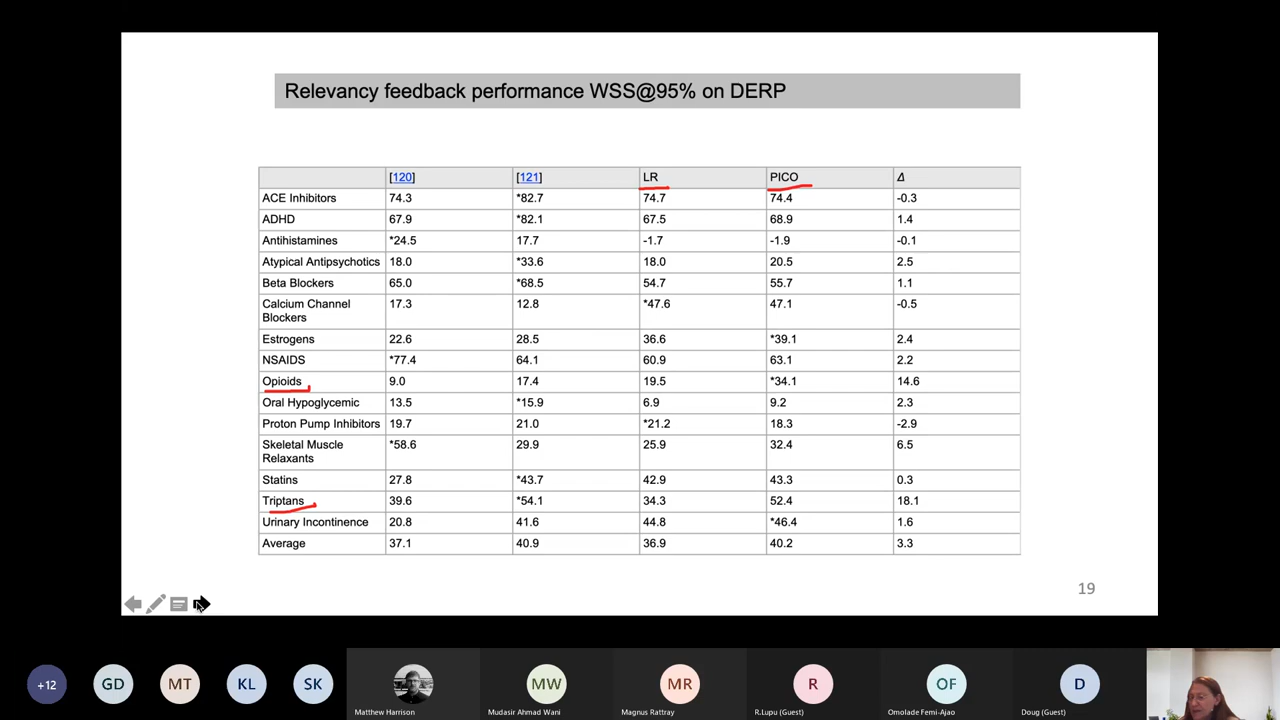 Relevancy feedback performance WSS@95% on DERP
[120] [121] LR PICO Δ
ACE Inhibitors 74.3 *82.7 74.7 74.4 -0.3
ADHD 67.9 *82.1 67.5 68.9 1.4
Antihistamines *24.5 17.7 -1.7 -1.9 -0.1
Atypical Antipsychotics 18.0 *33.6 18.0 20.5 2.5
Beta Blockers 65.0 *68.5 54.7 55.7 1.1
Calcium Channel 17.3 12.8 *47.6 47.1 -0.5
Blockers
Estrogens 22.6 28.5 36.6 *39.1 2.4
NSAIDS *77.4 64.1 60.9 63.1 2.2
Opioids 9.0 17.4 19.5 *34.1 14.6
Oral Hypoglycemic 13.5 *15.9 6.9 9.2 2.3
Proton Pump Inhibitors 19.7 21.0 *21.2 18.3 -2.9
Skeletal Muscle *58.6 29.9 25.9 32.4 6.5
Relaxants
Statins 27.8 *43.7 42.9 43.3 0.3
Triptans 39.6 *54.1 34.3 52.4 18.1
Urinary Incontinence 20.8 41.6 44.8 *46.4 1.6
Average 37.1 40.9 36.9 40.2 3.3
19
+12 GD MT KL SK MW MR R OF D
Matthew Harrison Mudasir Ahmad Wani Magnus Rattray R.Lupu (Guest) Omolade Femi-Ajao Doug (Guest)